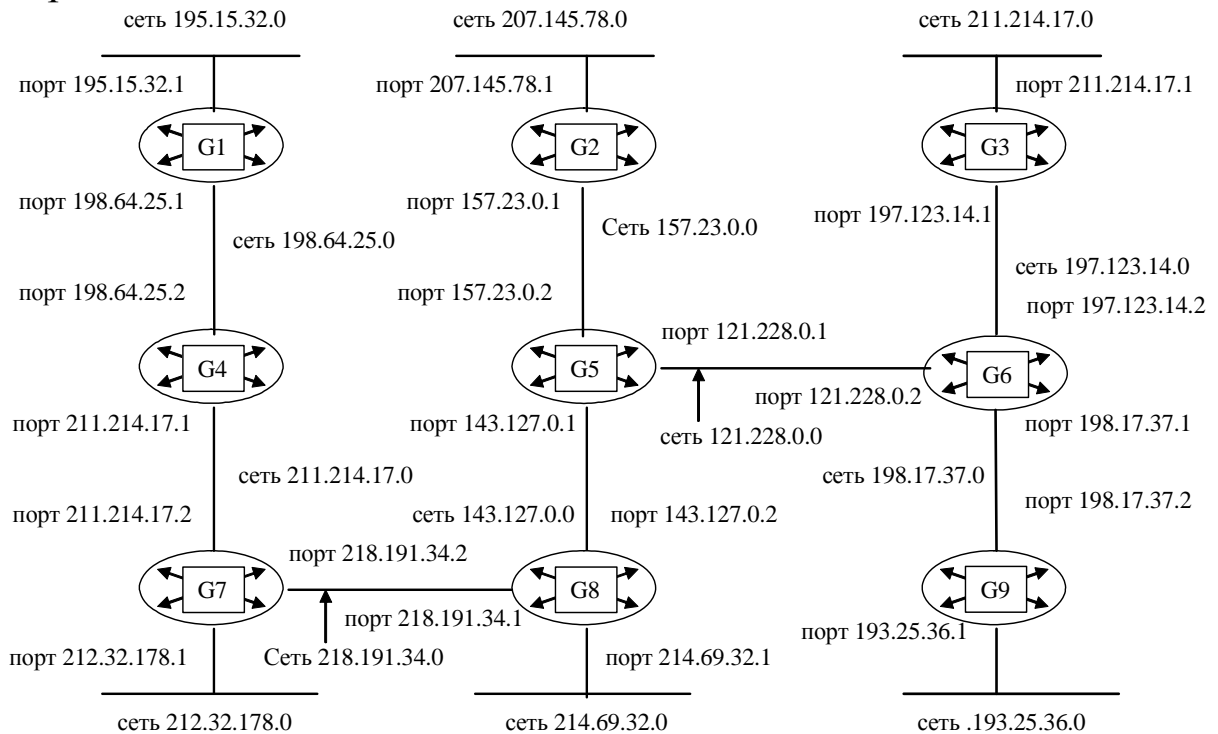 сеть 195.15.32.0
сеть 207.145.78.0
сеть 211.214.17.0
порт 195.15.32.1
порт 207.145.78.1
порт 211.214.17.1
G1
G2
G3
порт 198.64.25.1
порт 157.23.0.1
порт 197.123.14.1
сеть 198.64.25.0
Сеть 157.23.0.0
сеть 197.123.14.0
порт 198.64.25.2
порт 157.23.0.2
порт 197.123.14.2
порт 121.228.0.1
G4
G5
G6
порт 121.228.0.2
порт 211.214.17.1
порт 143.127.0.1
сеть 121.228.0.0
порт 198.17.37.1
сеть 211.214.17.0
сеть 198.17.37.0
порт 211.214.17.2
сеть 143.127.0.0
порт 143.127.0.2
порт 198.17.37.2
порт 218.191.34.2
G7
G8
G9
порт 218.191.34.1
порт 193.25.36.1
порт 212.32.178.1
Сеть 218.191.34.0
порт 214.69.32.1
сеть 212.32.178.0
сеть 214.69.32.0
сеть .193.25.36.0